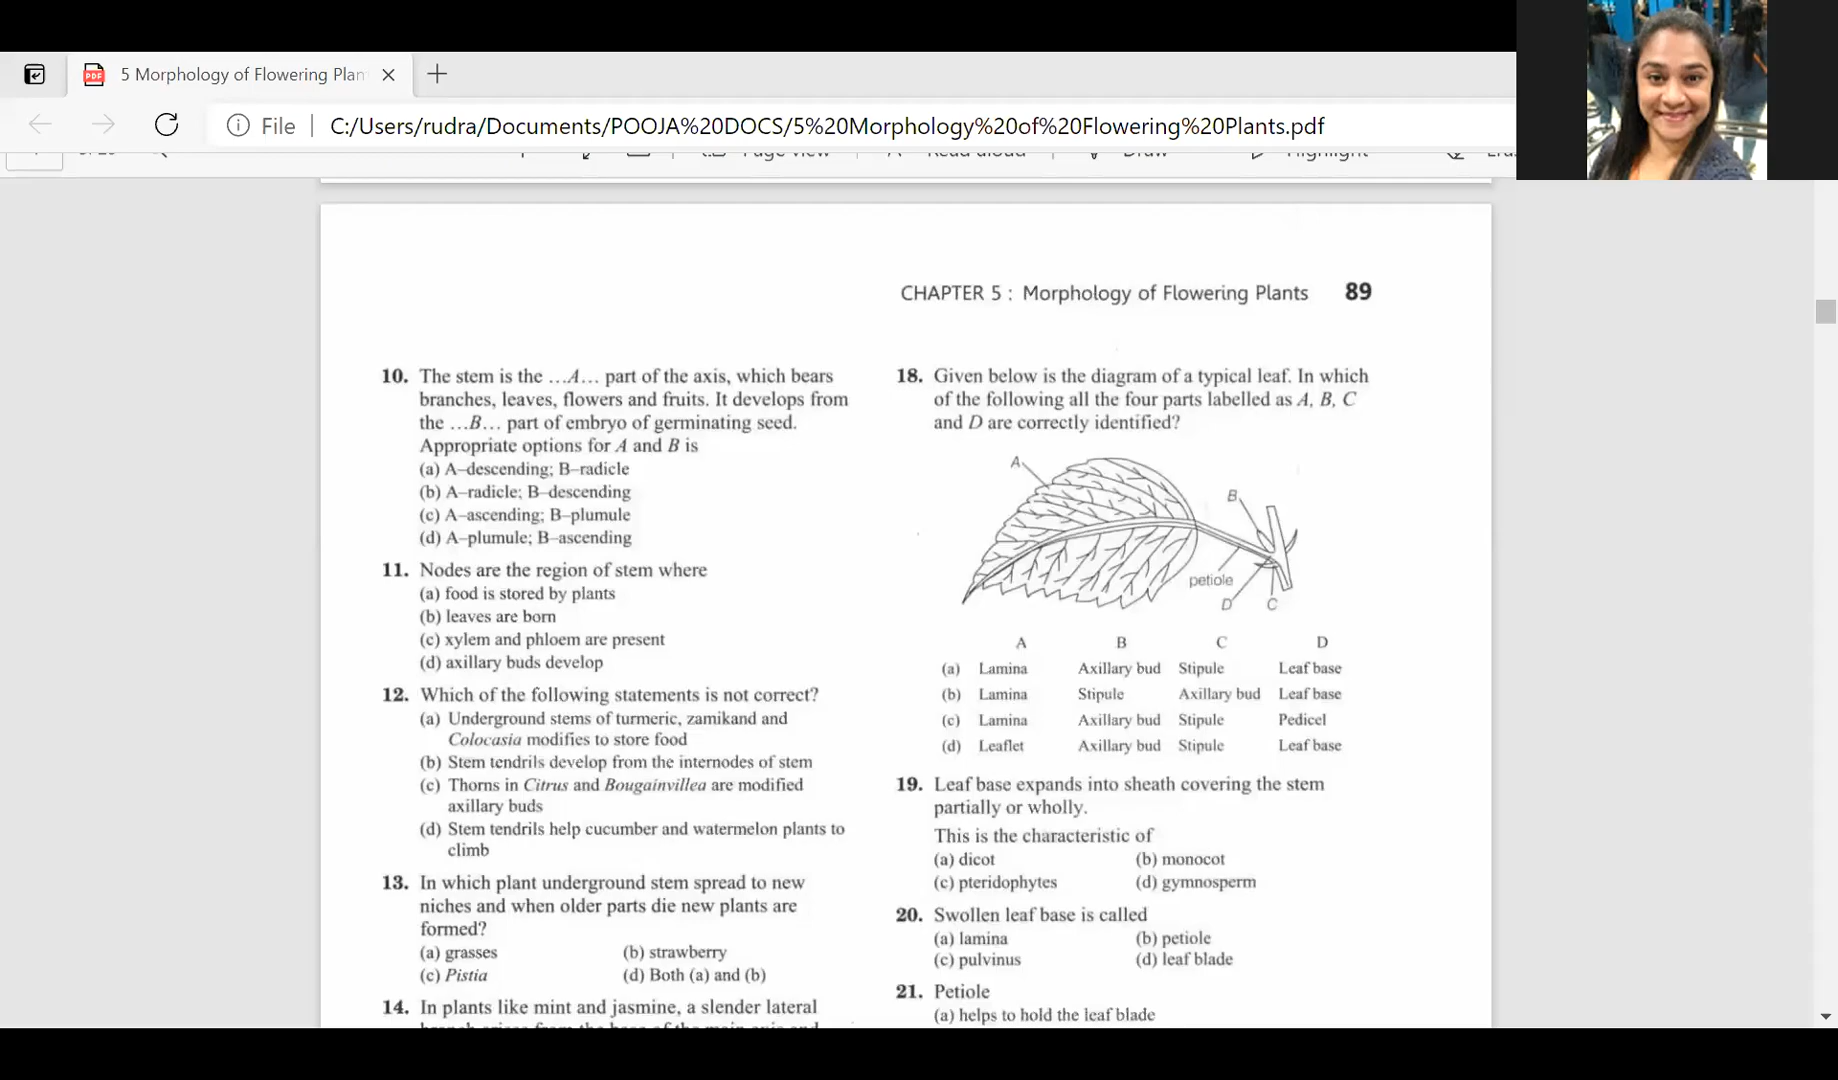 5 Morphology of Flowering Plan
File
C:/Users/rudra/Documents/POOJA%20DOCS/5%20Morphology%20of%20Flowering%20Plants.pdf
Page view
Read aloud
Draw
Highlight
CHAPTER 5 : Morphology of Flowering Plants 89
10. The stem is the ...A... part of the axis, which bears
branches, leaves, flowers and fruits. It develops from
the ...B... part of embryo of germinating seed.
Appropriate options for A and B is
(a) A–descending; B–radicle
(b) A–radicle; B–descending
(c) A–ascending; B–plumule
(d) A–plumule; B–ascending
11. Nodes are the region of stem where
(a) food is stored by plants
(b) leaves are born
(c) xylem and phloem are present
(d) axillary buds develop
12. Which of the following statements is not correct?
(a) Underground stems of turmeric, zamikand and
Colocasia modifies to store food
(b) Stem tendrils develop from the internodes of stem
(c) Thorns in Citrus and Bougainvillea are modified
axillary buds
(d) Stem tendrils help cucumber and watermelon plants to
climb
13. In which plant underground stem spread to new
niches and when older parts die new plants are
formed?
(a) grasses (b) strawberry
(c) Pistia (d) Both (a) and (b)
14. In plants like mint and jasmine, a slender lateral
18. Given below is the diagram of a typical leaf. In which
of the following all the four parts labelled as A, B, C
and D are correctly identified?
A
B
petiole
D C
A B C D
(a) Lamina Axillary bud Stipule Leaf base
(b) Lamina Stipule Axillary bud Leaf base
(c) Lamina Axillary bud Stipule Pedicel
(d) Leaflet Axillary bud Stipule Leaf base
19. Leaf base expands into sheath covering the stem
partially or wholly.
This is the characteristic of
(a) dicot (b) monocot
(c) pteridophytes (d) gymnosperm
20. Swollen leaf base is called
(a) lamina (b) petiole
(c) pulvinus (d) leaf blade
21. Petiole
(a) helps to hold the leaf blade